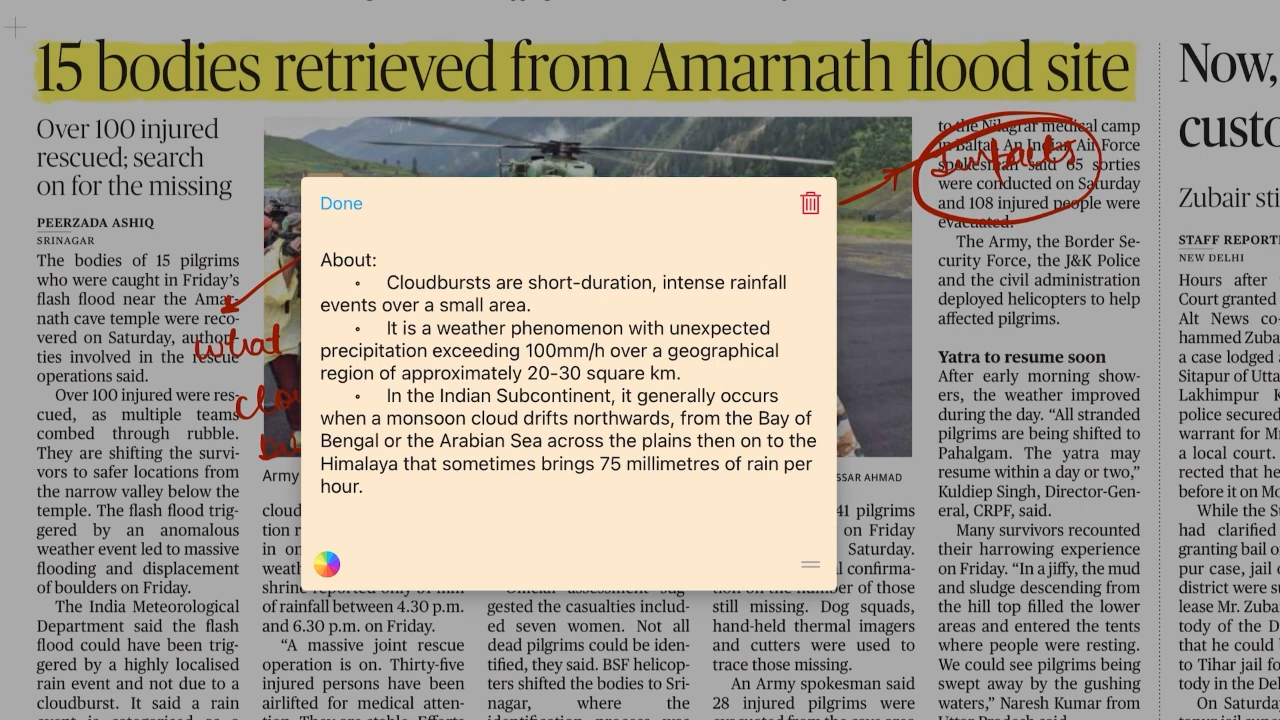 15 bodies retrieved from Amarnath flood site
Over 100 injured
rescued; search
on for the missing
PEERZADA ASHIQ
SRINAGAR
The bodies of 15 pilgrims
who were caught in Friday's
flash flood near the Amar-
nath cave temple were reco-
vered on Saturday, authori-
ties involved in the rescue
operations said.
Over 100 injured were res-
cued, as multiple teams
combed through rubble.
They are shifting the survi-
vors to safer locations from
the narrow valley below the
temple. The flash flood trig-
gered by an anomalous
weather event led to massive
flooding and displacement
of boulders on Friday.
The India Meteorological
Department said the flash
flood could have been trig-
gered by a highly localised
rain event and not due to a
cloudburst. It said a rain
what
Done
About:
◦ Cloudbursts are short-duration, intense rainfall
events over a small area.
◦ It is a weather phenomenon with unexpected
precipitation exceeding 100mm/h over a geographical
region of approximately 20-30 square km.
◦ In the Indian Subcontinent, it generally occurs
when a monsoon cloud drifts northwards, from the Bay of
Bengal or the Arabian Sea across the plains then on to the
Himalaya that sometimes brings 75 millimetres of rain per
hour.
Army
SSAR AHMAD
of rainfall between 4.30 p.m.
and 6.30 p.m. on Friday.
"A massive joint rescue
operation is on. Thirty-five
injured persons have been
airlifted for medical atten-
gested the casualties includ-
ed seven women. Not all
dead pilgrims could be iden-
tified, they said. BSF helicop-
ters shifted the bodies to Sri-
nagar, where the
41 pilgrims
on Friday
Saturday.
confirma-
tion on the number of those
still missing. Dog squads,
hand-held thermal imagers
and cutters were used to
trace those missing.
An Army spokesman said
28 injured pilgrims were
to the Nilagrar medical camp
in Baltal. An Indian Air Force
spokesman said 65 sorties
were conducted on Saturday
and 108 injured people were
evacuated.
The Army, the Border Se-
curity Force, the J&K Police
and the civil administration
deployed helicopters to help
affected pilgrims.
Yatra to resume soon
After early morning show-
ers, the weather improved
during the day. "All stranded
pilgrims are being shifted to
Pahalgam. The yatra may
resume within a day or two,"
Kuldiep Singh, Director-Gen-
eral, CRPF, said.
Many survivors recounted
their harrowing experience
on Friday. "In a jiffy, the mud
and sludge descending from
the hill top filled the lower
areas and entered the tents
where people were resting.
We could see pilgrims being
swept away by the gushing
waters," Naresh Kumar from
Now,
custo
Zubair sti
STAFF REPORT
NEW DELHI
Hours after
Court granted
Alt News co-
hammed Zuba
a case lodged
Sitapur of Utta
Lakhimpur K
police secured
warrant for M
a local court.
rected that he
before it on Mo
While the S
had clarified
granting bail o
pur case, jail o
district were su
lease Mr. Zuba
tody of the D
that he could
to Tihar jail fo
tody in the Del
On Saturda